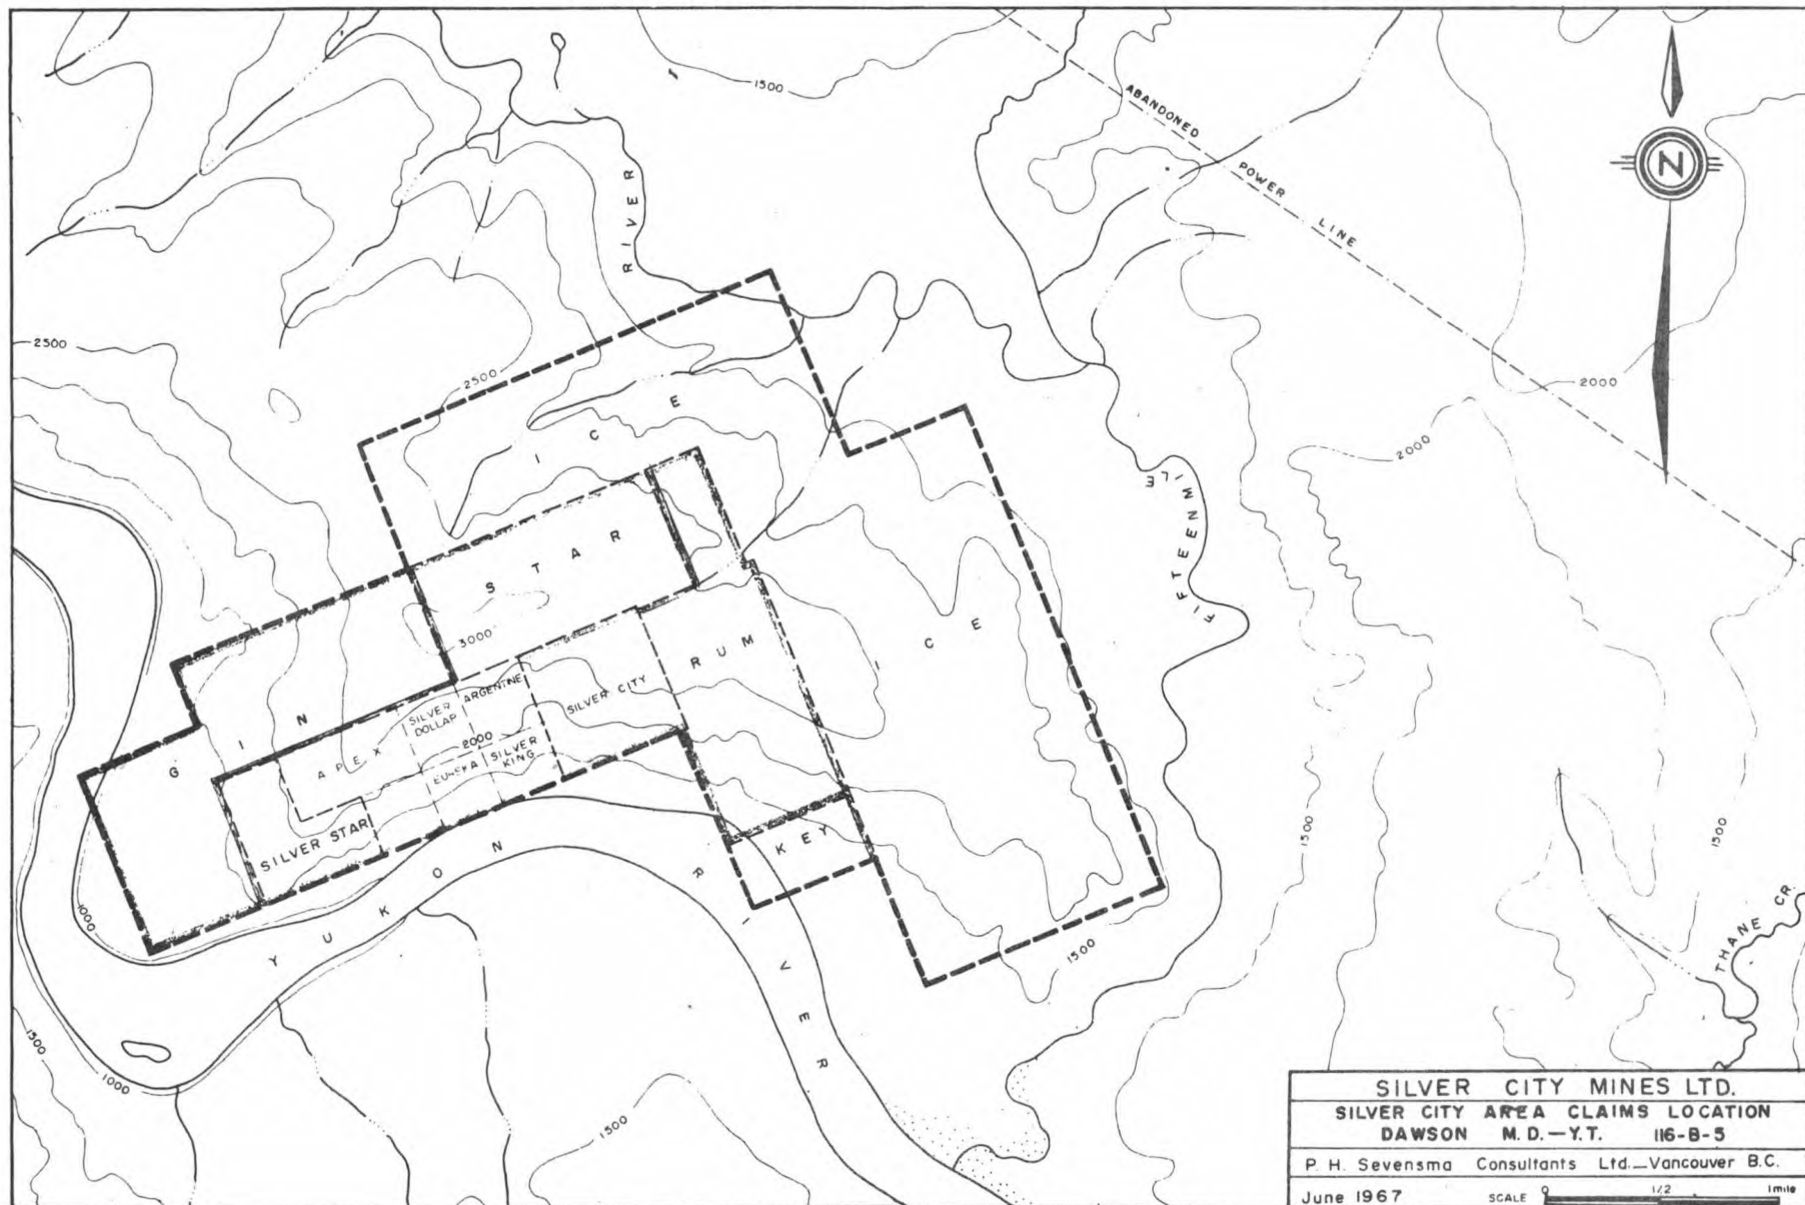 1500
ABANDONED POWER LINE
N
RIVER
2500
2500
2000
2000
ICE
FIFTEENMILE
STAR
3000
RUM
ICE
GIN
APEX
SILVER
ARGENTINE
SILVER CITY
2000
SILVER
KING
SILVER STAR
KEY
1000
YUKON RIVER
1500
1500
1500
THANE CR.
1500
1000
1500
SILVER CITY MINES LTD.
SILVER CITY AREA CLAIMS LOCATION
DAWSON M.D.—Y.T. 116-B-5
P. H. Sevensma Consultants Ltd.—Vancouver B.C.
June 1967 SCALE 0 1/2 1mile